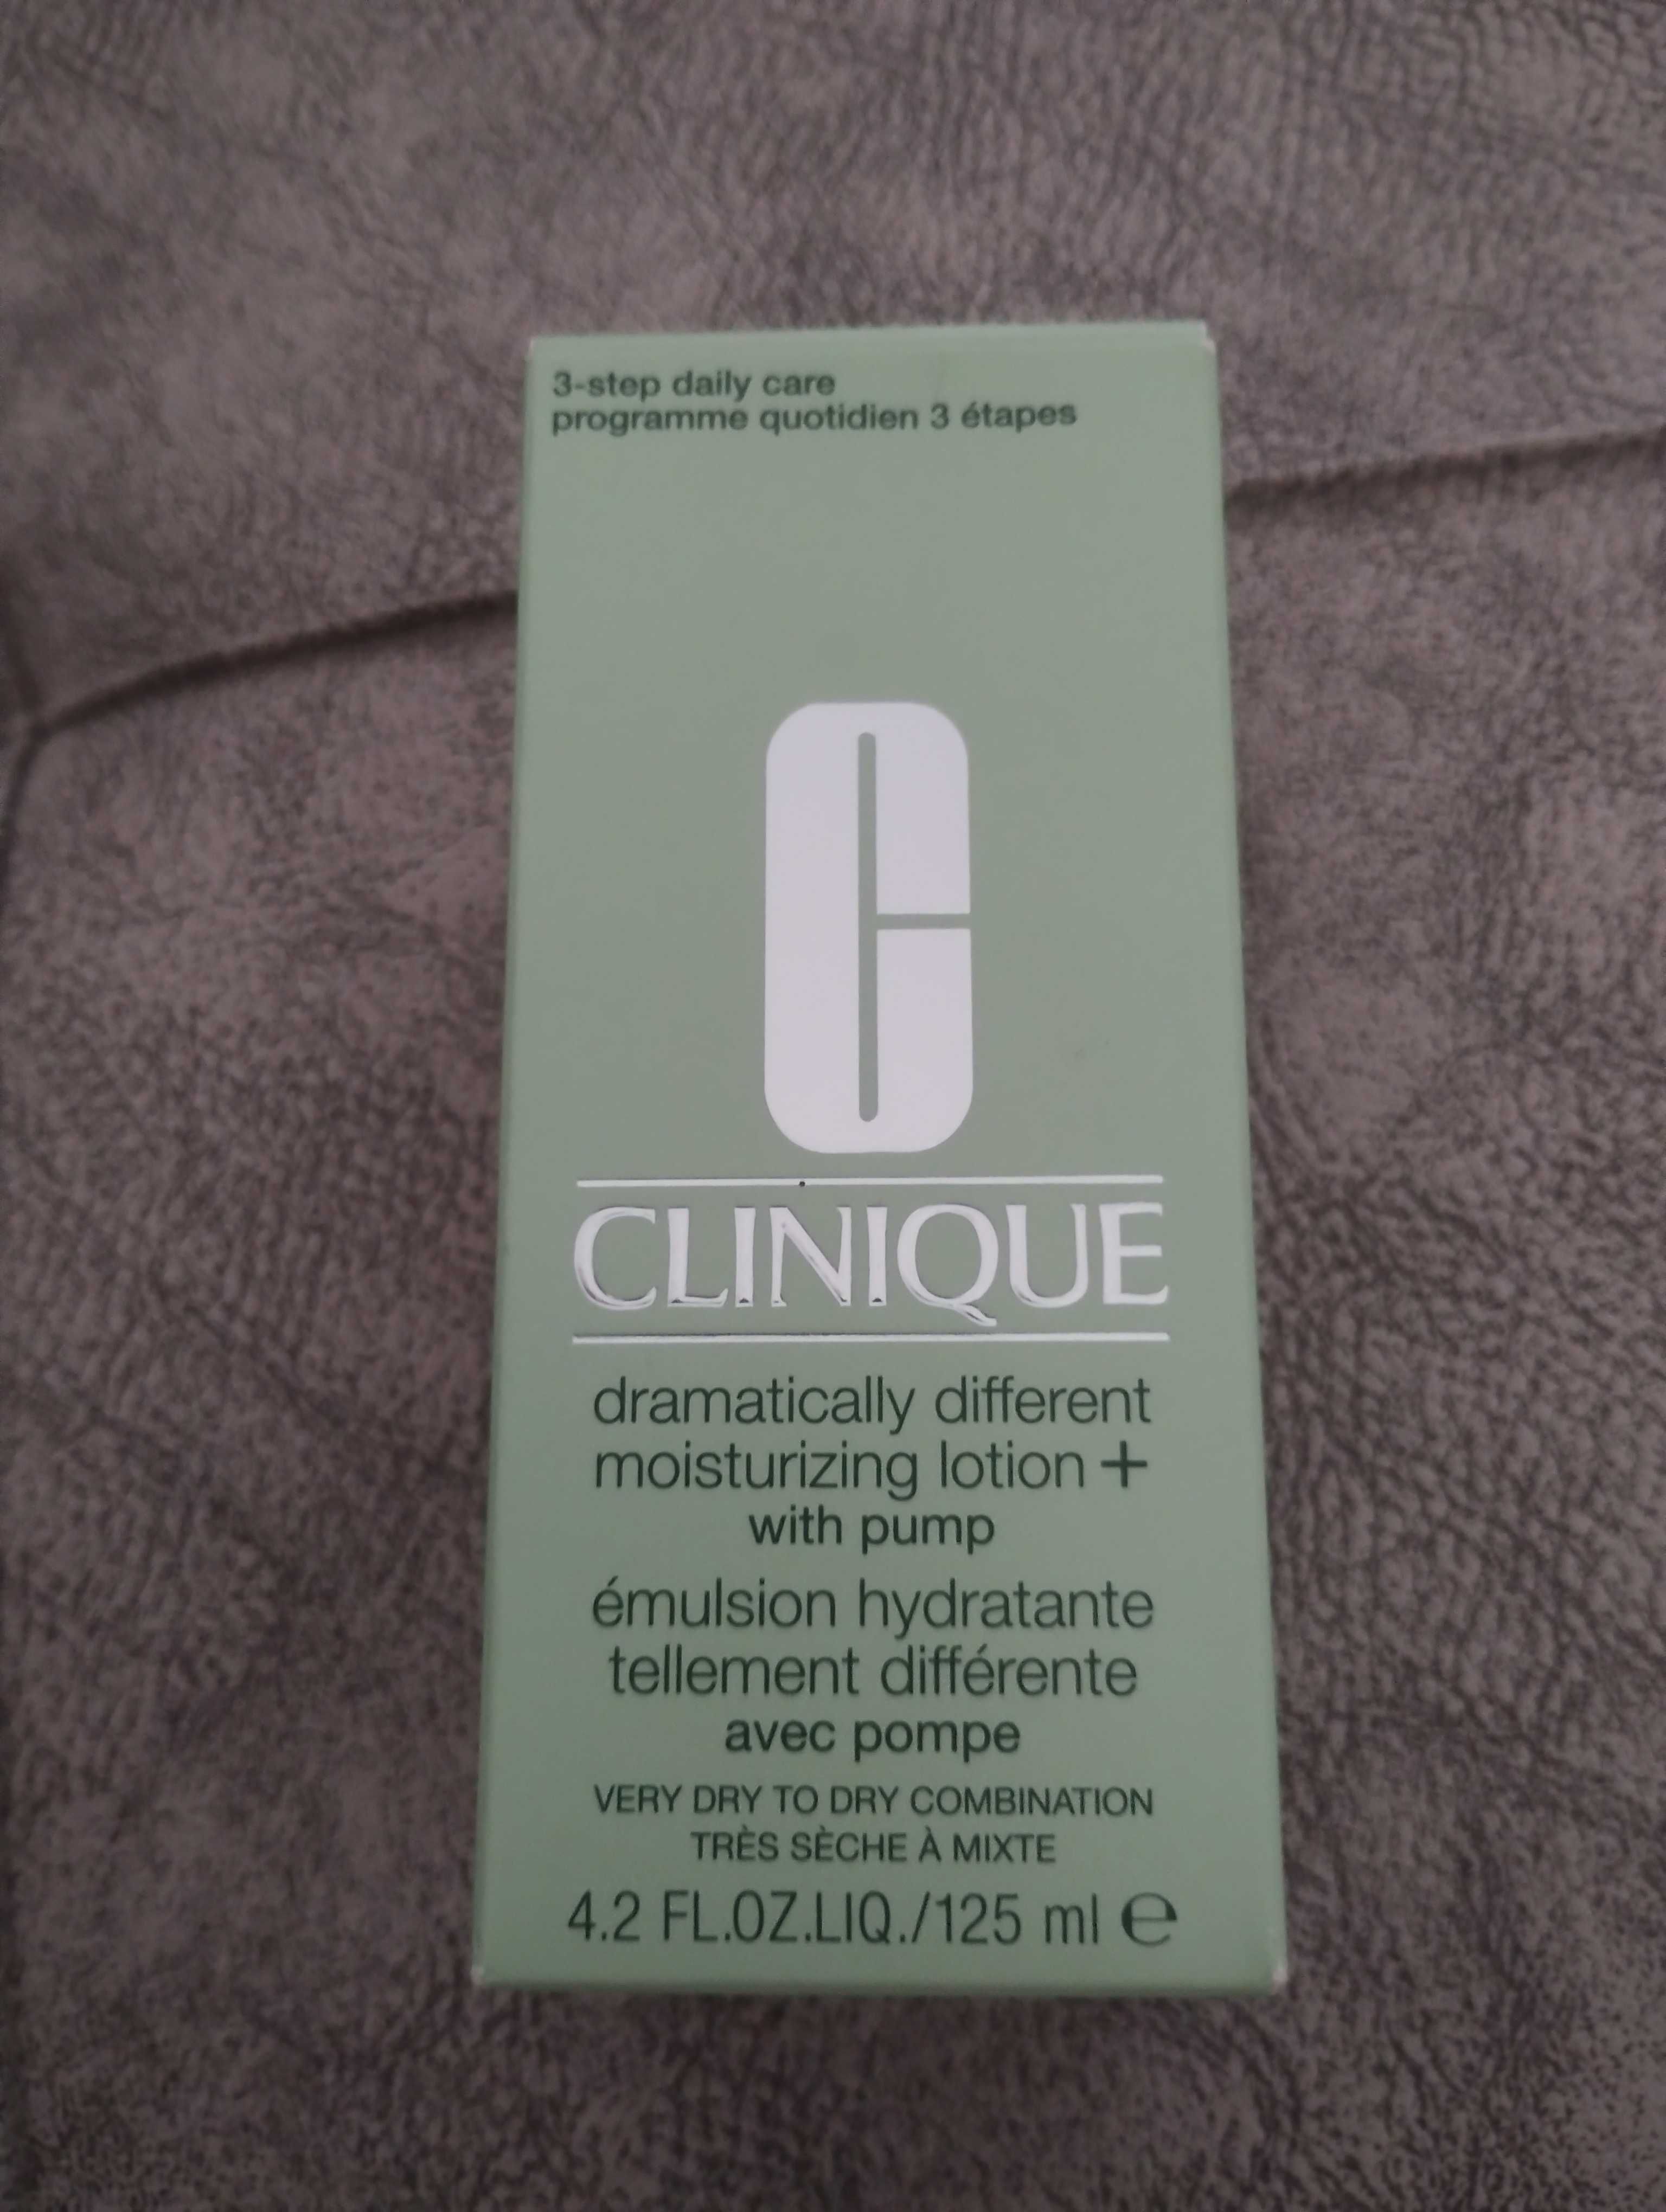 3-step daily care
programme quotidien 3 étapes
C
CLINIQUE
dramatically different
moisturizing lotion +
with pump
émulsion hydratante
tellement différente
avec pompe
VERY DRY TO DRY COMBINATION
TRÈS SÈCHE À MIXTE
4.2 FL.OZ.LIQ./125 ml ℮